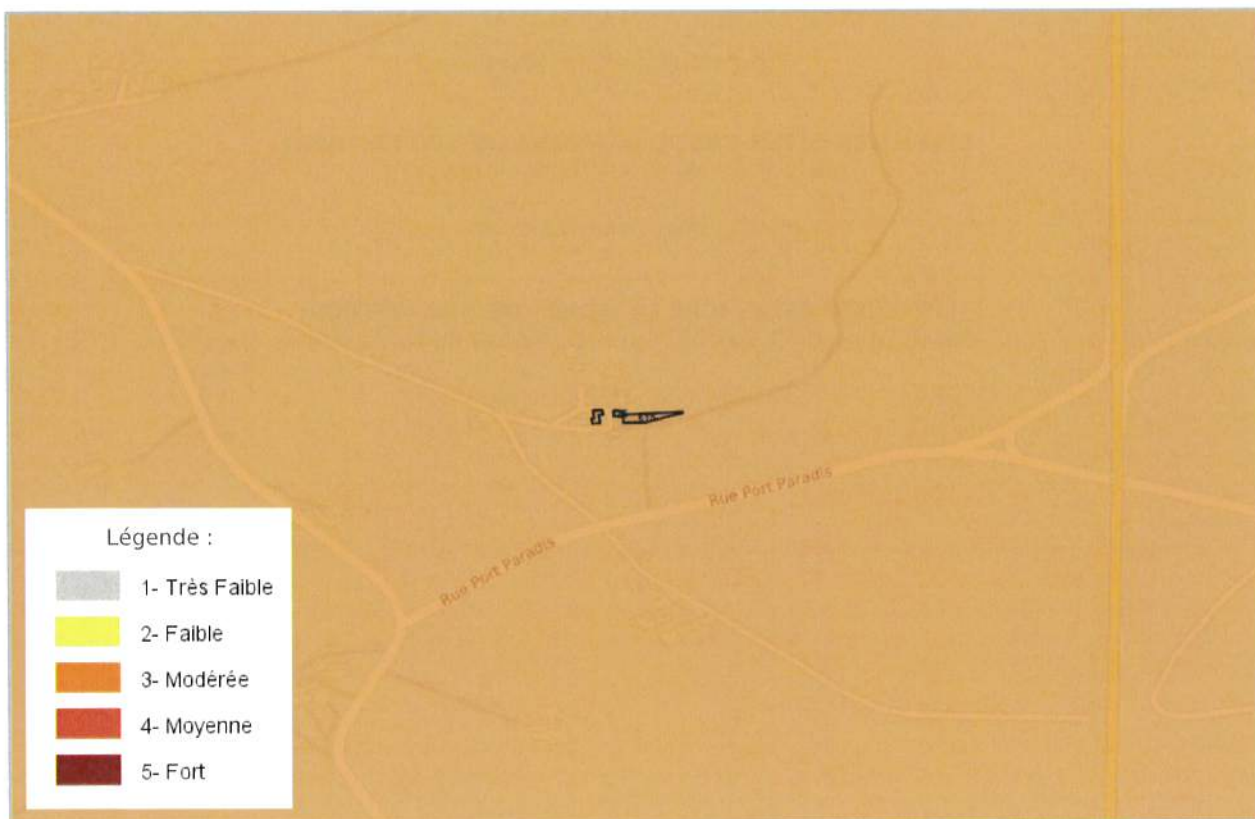 Rue Port Paradis
Rue Port Paradis
Légende :
1- Très Faible
2- Faible
3- Modérée
4- Moyenne
5- Fort